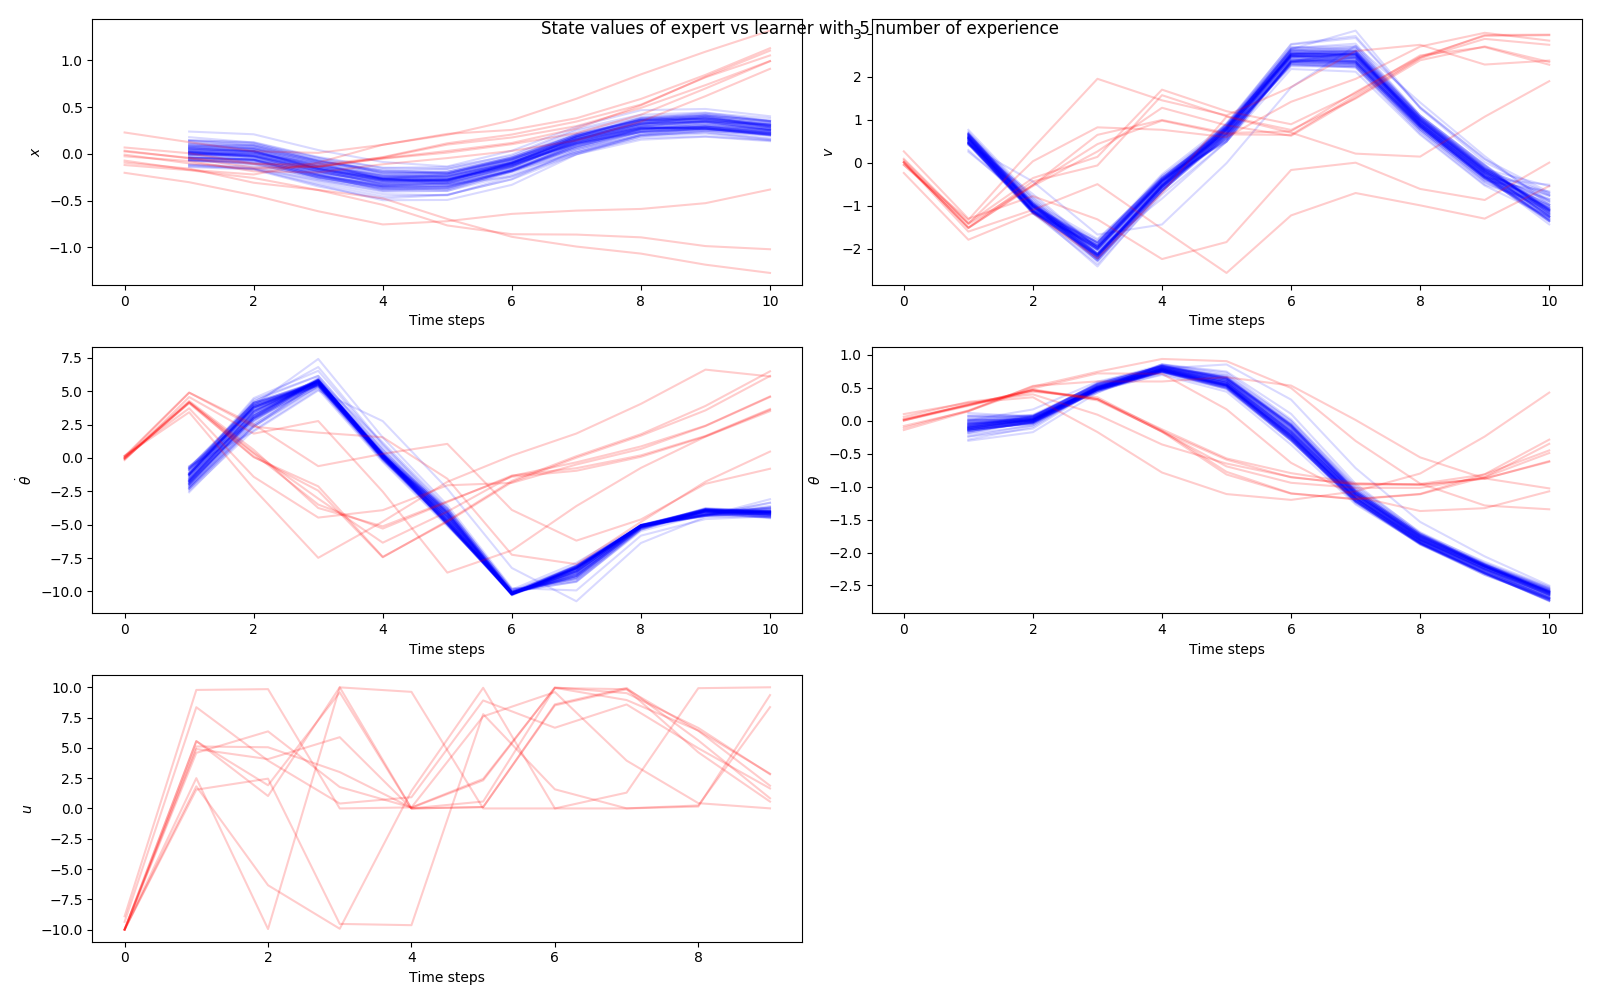 State values of expert vs learner with 5 number of experience
1.0
0.5
0.0
−0.5
−1.0
x
0 2 4 6 8 10
Time steps
3
2
1
0
−1
−2
v
0 2 4 6 8 10
Time steps
7.5
5.0
2.5
0.0
−2.5
−5.0
−7.5
−10.0
θ̇
0 2 4 6 8 10
Time steps
1.0
0.5
0.0
−0.5
−1.0
−1.5
−2.0
−2.5
θ
0 2 4 6 8 10
Time steps
10.0
7.5
5.0
2.5
0.0
−2.5
−5.0
−7.5
−10.0
u
0 2 4 6 8
Time steps